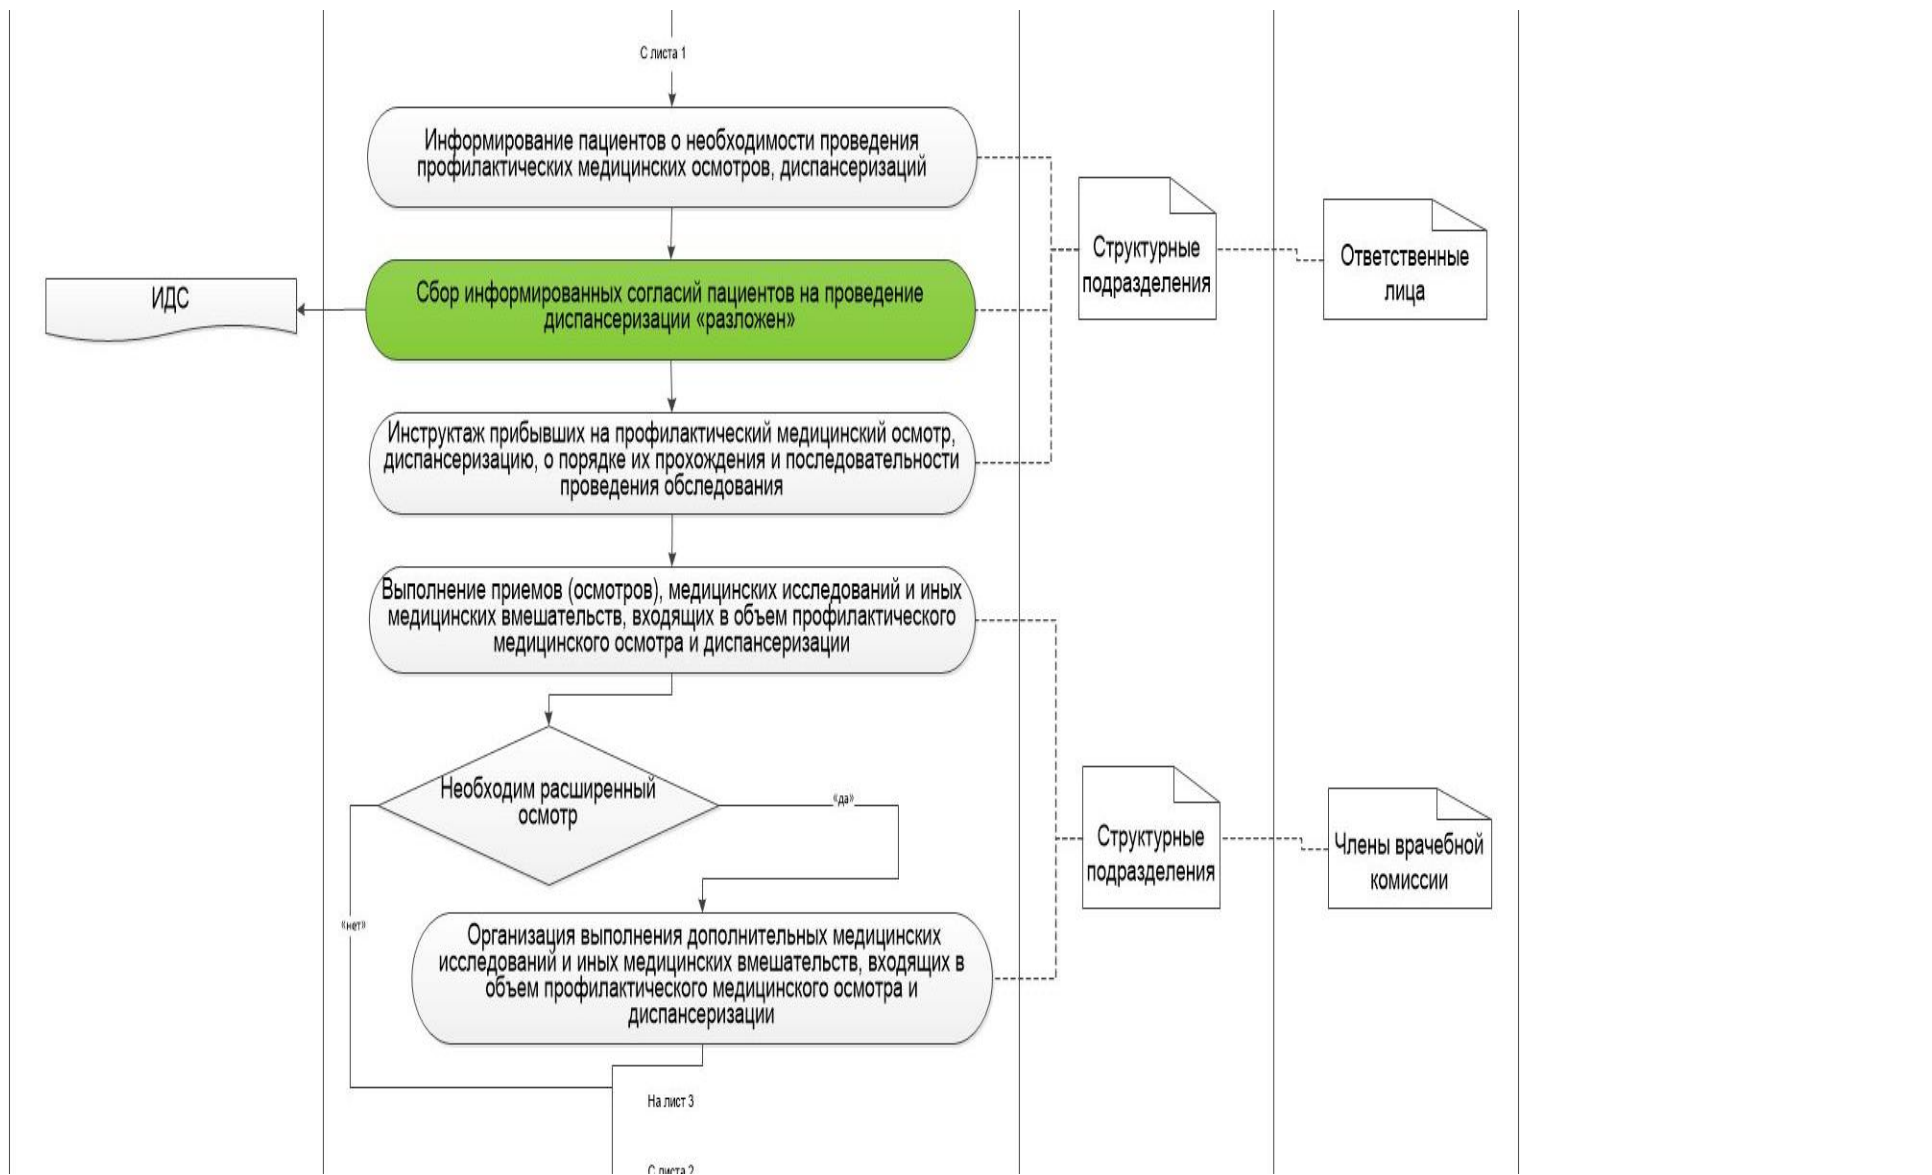 С листа 1
Информирование пациентов о необходимости проведения
профилактических медицинских осмотров, диспансеризаций
Структурные
подразделения
Ответственные
лица
ИДС
Сбор информированных согласий пациентов на проведение
диспансеризации «разложен»
Инструктаж прибывших на профилактический медицинский осмотр,
диспансеризацию, о порядке их прохождения и последовательности
проведения обследования
Выполнение приемов (осмотров), медицинских исследований и иных
медицинских вмешательств, входящих в объем профилактического
медицинского осмотра и диспансеризации
Необходим расширенный
осмотр
«да»
Структурные
подразделения
Члены врачебной
комиссии
«нет»
Организация выполнения дополнительных медицинских
исследований и иных медицинских вмешательств, входящих в
объем профилактического медицинского осмотра и
диспансеризации
На лист 3
С листа 2